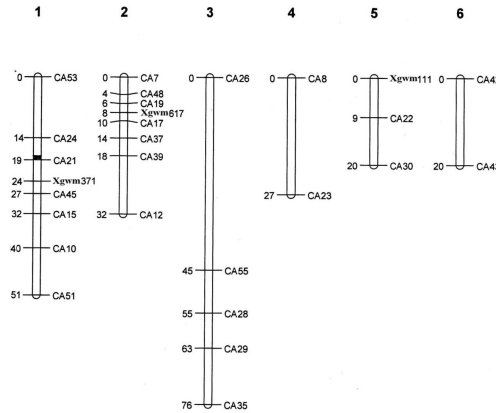 1 2 3 4 5 6
0 CA53
14 CA24
19 CA21
24 Xgwm371
27 CA45
32 CA15
40 CA10
51 CA51
0 CA7
4 CA48
6 CA19
8 Xgwm617
10 CA17
14 CA37
18 CA39
32 CA12
0 CA26
45 CA55
55 CA28
63 CA29
76 CA35
0 CA8
27 CA23
0 Xgwm111
9 CA22
20 CA30
0
20